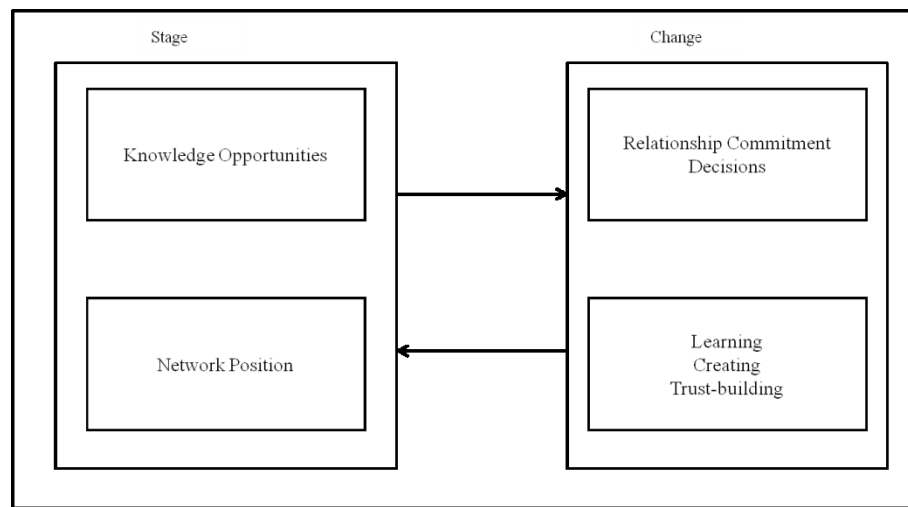 Stage
Change
Knowledge Opportunities
Relationship Commitment
Decisions
Network Position
Learning
Creating
Trust-building